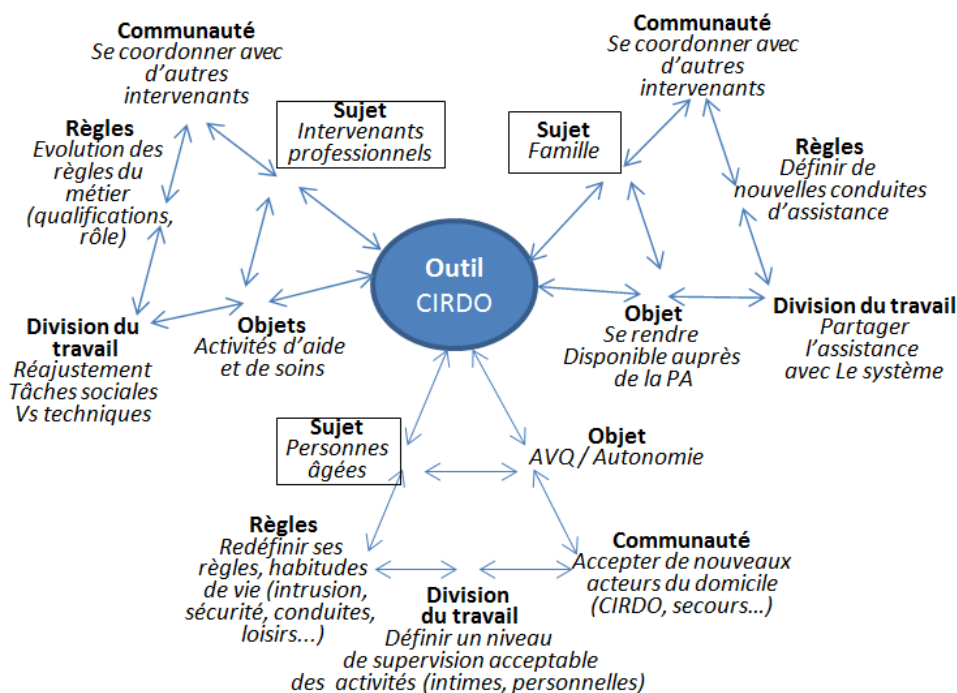 Communauté
Se coordonner avec
d'autres
intervenants
Sujet
Intervenants
professionnels
Règles
Evolution des
règles du
métier
(qualifications,
rôle)
Division du
travail
Réajustement
Tâches sociales
Vs techniques
Objets
Activités d'aide
et de soins
Outil
CIRDO
Communauté
Se coordonner avec
d'autres
intervenants
Sujet
Famille
Règles
Définir de
nouvelles conduites
d'assistance
Objet
Se rendre
Disponible auprès
de la PA
Division du travail
Partager
l'assistance
avec Le système
Sujet
Personnes
âgées
Objet
AVQ / Autonomie
Règles
Redéfinir ses
règles, habitudes
de vie (intrusion,
sécurité, conduites,
loisirs...)
Division
du travail
Définir un niveau
de supervision acceptable
des activités (intimes, personnelles)
Communauté
Accepter de nouveaux
acteurs du domicile
(CIRDO, secours...)